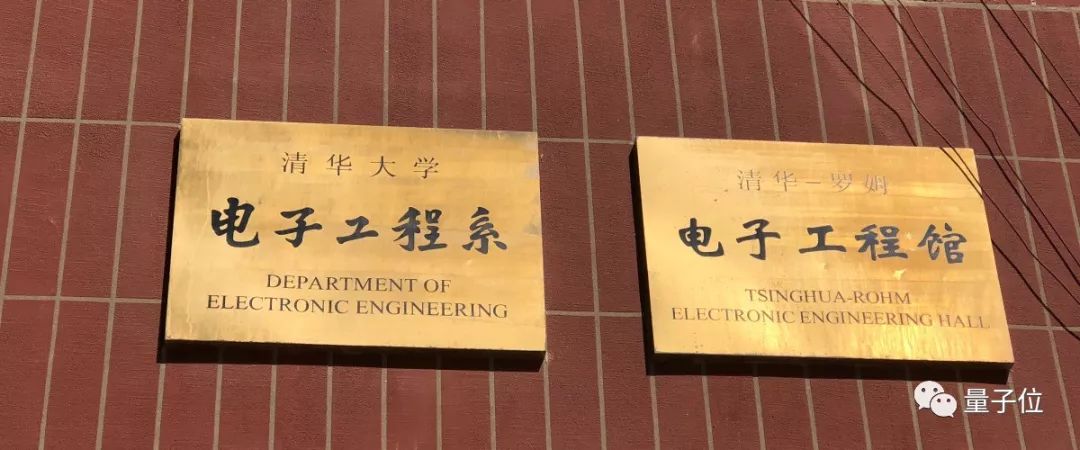 清华大学
电子工程系
DEPARTMENT OF
ELECTRONIC ENGINEERING
清华-罗姆
电子工程馆
TSINGHUA-ROHM
ELECTRONIC ENGINEERING HALL
量子位